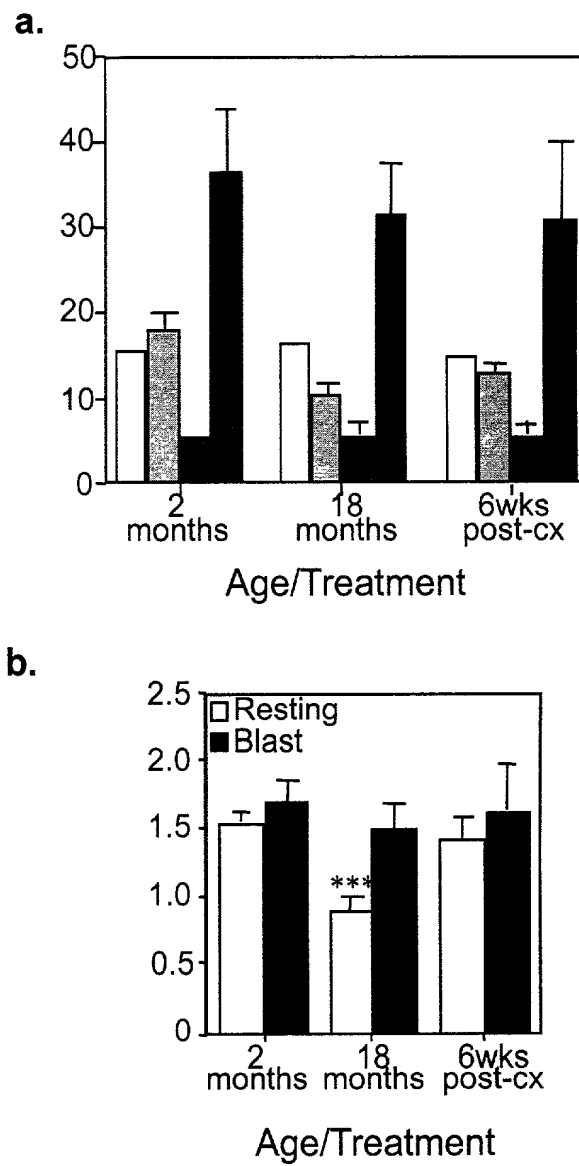 a.
50
40
30
20
10
0
2 months
18 months
6wks post-cx
Age/Treatment
b.
2.5
2.0
1.5
1.0
0.5
0
Resting
Blast
***
2 months
18 months
6wks post-cx
Age/Treatment